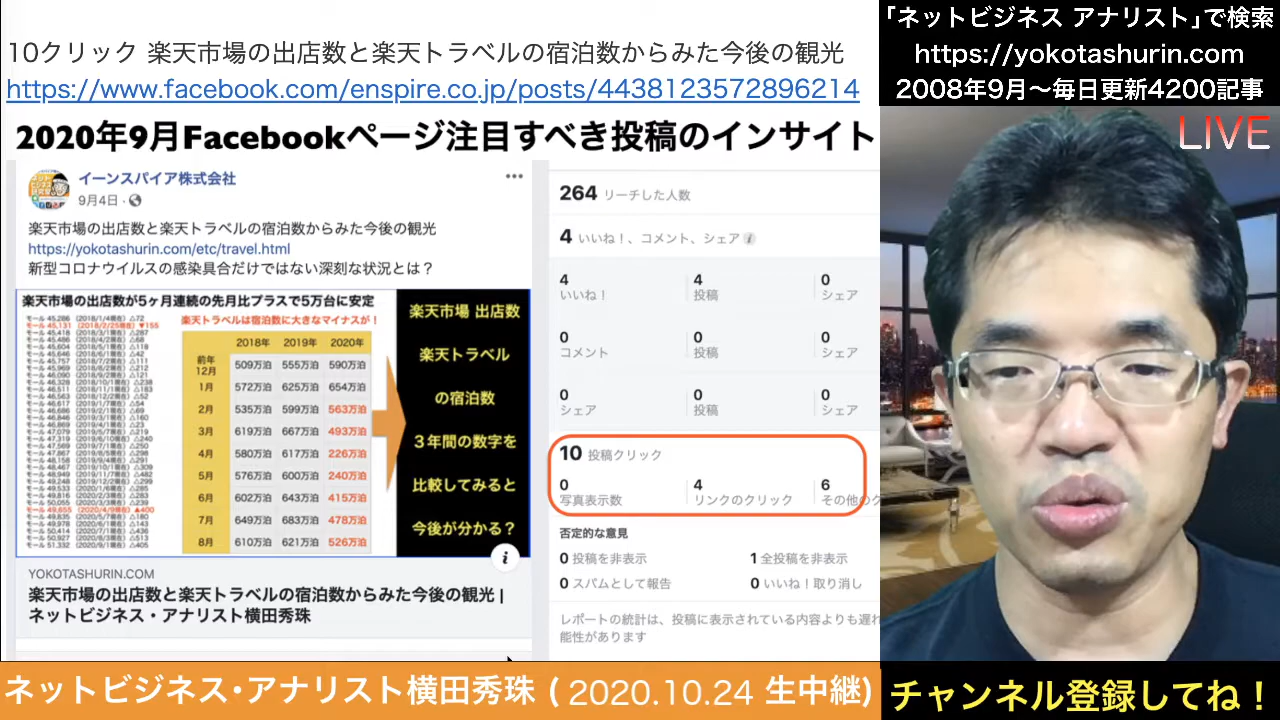 10クリック 楽天市場の出店数と楽天トラベルの宿泊数からみた今後の観光
https://www.facebook.com/enspire.co.jp/posts/4438123572896214
2020年9月Facebookページ注目すべき投稿のインサイト
イーンスパイア株式会社
9月4日
楽天市場の出店数と楽天トラベルの宿泊数からみた今後の観光
https://yokotashurin.com/etc/travel.html
新型コロナウイルスの感染具合だけではない深刻な状況とは？
楽天市場の出店数が5ヶ月連続の先月比プラスで5万台に安定
楽天トラベルは宿泊数に大きなマイナスが！
2018年 2019年 2020年
前年12月 509万泊 555万泊 590万泊
1月 572万泊 625万泊 654万泊
2月 535万泊 599万泊 563万泊
3月 619万泊 667万泊 493万泊
4月 580万泊 617万泊 226万泊
5月 576万泊 600万泊 240万泊
6月 602万泊 643万泊 415万泊
7月 649万泊 683万泊 478万泊
8月 610万泊 621万泊 526万泊
楽天市場 出店数
楽天トラベル
の宿泊数
３年間の数字を
比較してみると
今後が分かる？
YOKOTASHURIN.COM
楽天市場の出店数と楽天トラベルの宿泊数からみた今後の観光 |
ネットビジネス・アナリスト横田秀珠
264 リーチした人数
4 いいね！、コメント、シェア
4 4 0
いいね！ 投稿 シェア
0 0 0
コメント 投稿 シェア
0 0 0
シェア 投稿 シェア
10 投稿クリック
0 4 6
写真表示数 リンクのクリック その他のク
否定的な意見
0 投稿を非表示 1 全投稿を非表示
0 スパムとして報告 0 いいね！取り消し
レポートの統計は、投稿に表示されている内容よりも遅れ
能性があります
「ネットビジネス アナリスト」で検索
https://yokotashurin.com
2008年9月～毎日更新4200記事
LIVE
ネットビジネス・アナリスト横田秀珠 ( 2020.10.24 生中継)
チャンネル登録してね！